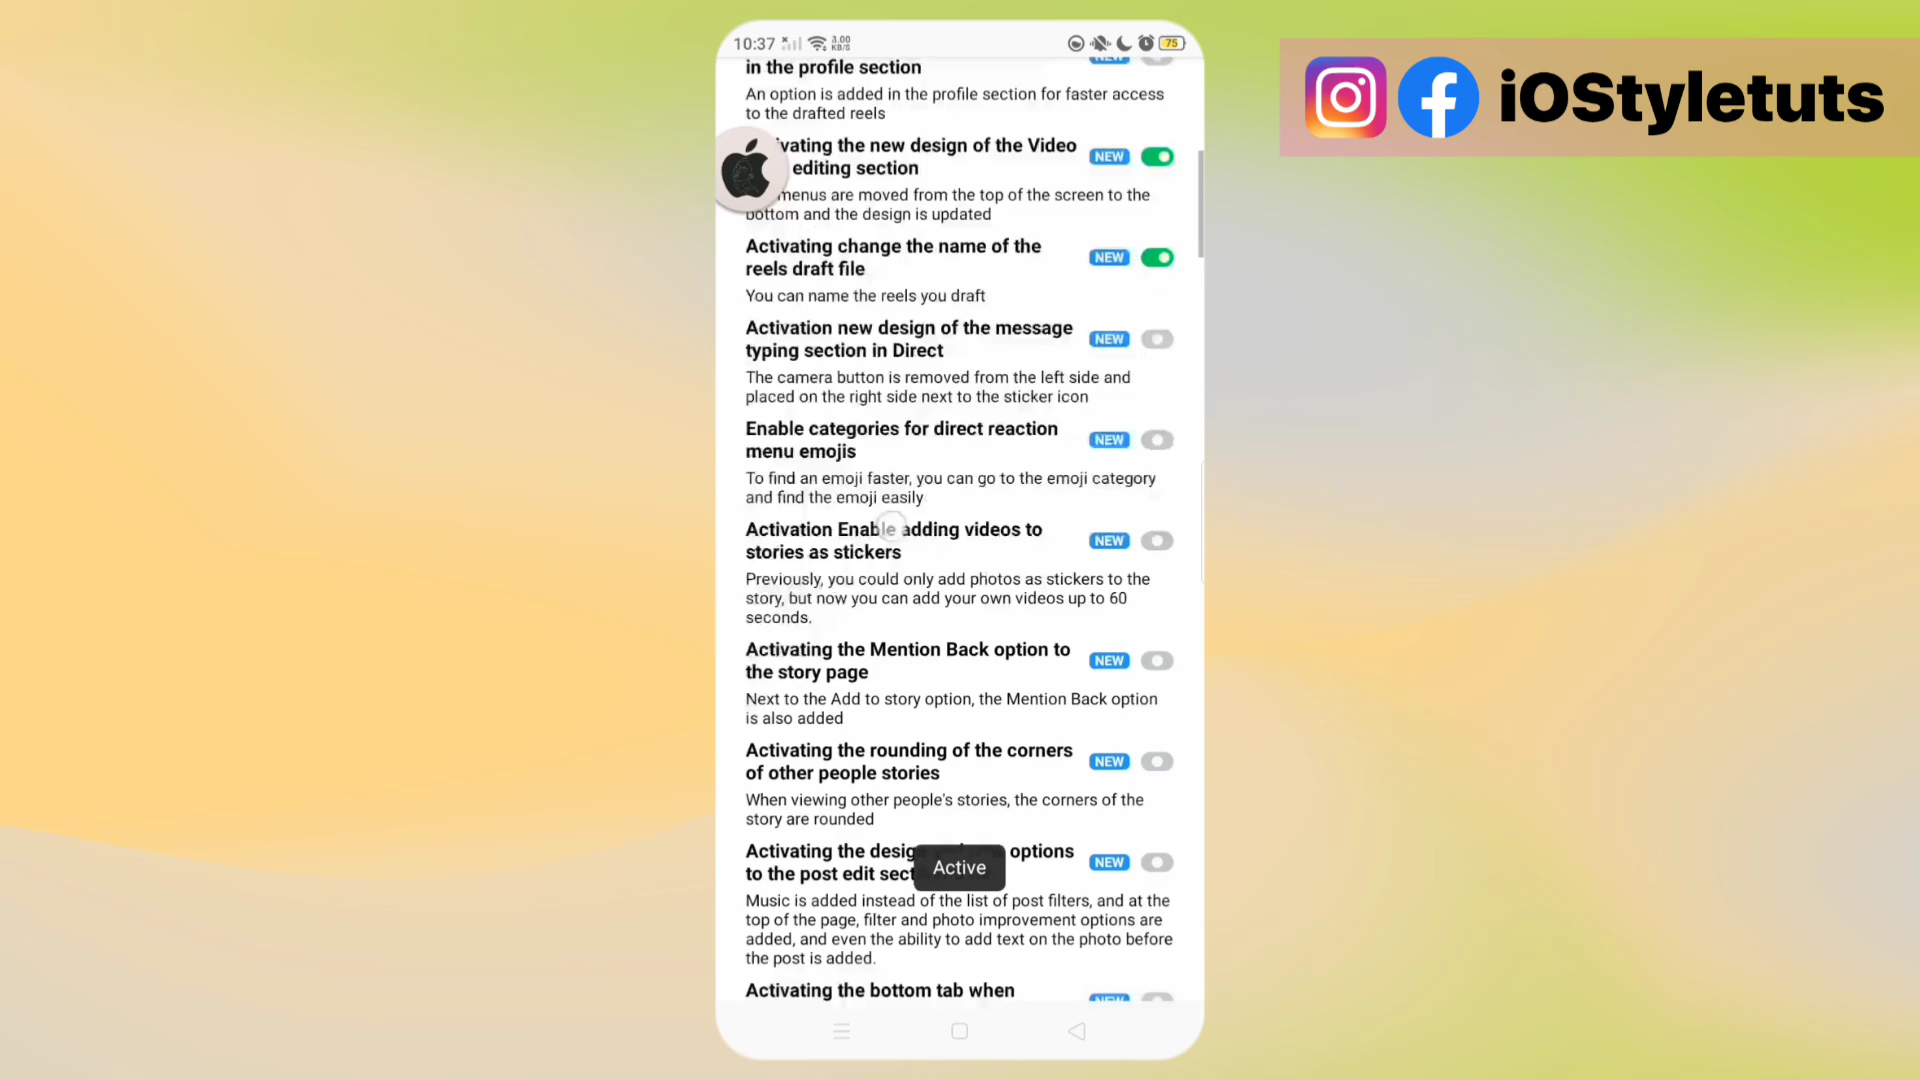 10:37
3.00
KB/S
75
iOStyletuts
in the profile section
An option is added in the profile section for faster access
to the drafted reels
vating the new design of the Video
NEW
editing section
menus are moved from the top of the screen to the
bottom and the design is updated
Activating change the name of the
NEW
reels draft file
You can name the reels you draft
Activation new design of the message
NEW
typing section in Direct
The camera button is removed from the left side and
placed on the right side next to the sticker icon
Enable categories for direct reaction
NEW
menu emojis
To find an emoji faster, you can go to the emoji category
and find the emoji easily
Activation Enable adding videos to
NEW
stories as stickers
Previously, you could only add photos as stickers to the
story, but now you can add your own videos up to 60
seconds.
Activating the Mention Back option to
NEW
the story page
Next to the Add to story option, the Mention Back option
is also added
Activating the rounding of the corners
NEW
of other people stories
When viewing other people's stories, the corners of the
story are rounded
Activating the desig options
NEW
to the post edit sect
Active
Music is added instead of the list of post filters, and at the
top of the page, filter and photo improvement options are
added, and even the ability to add text on the photo before
the post is added.
Activating the bottom tab when
NEW